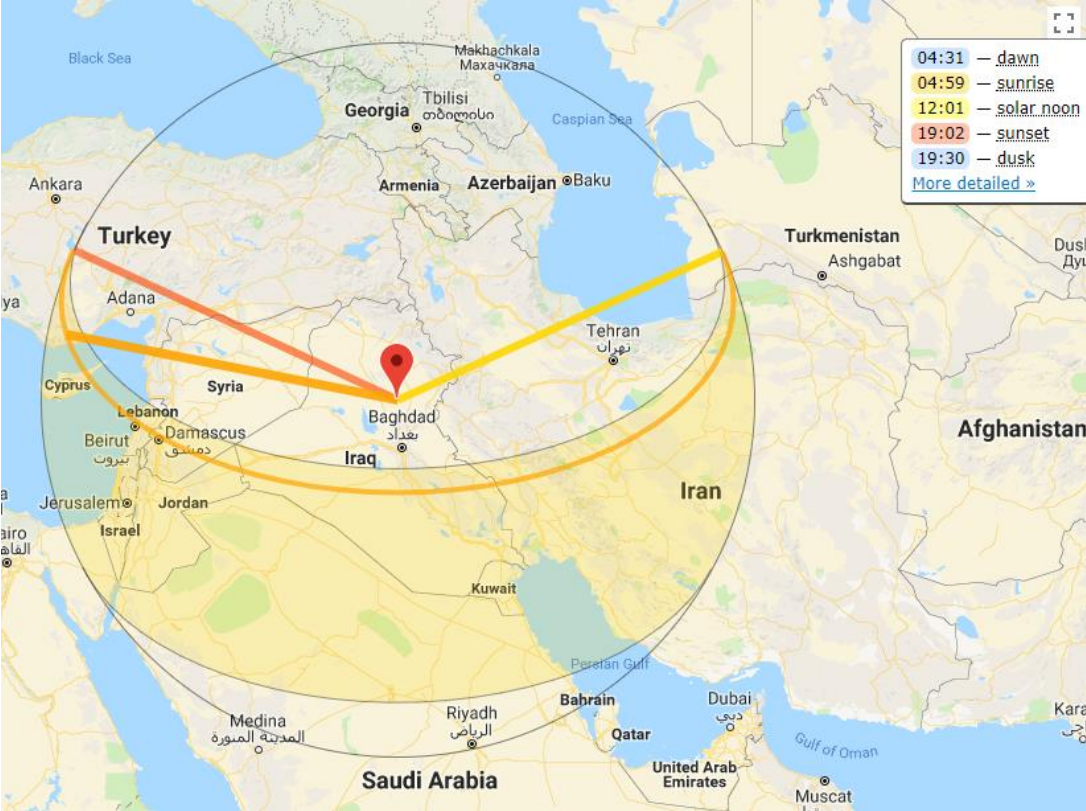 Black Sea
Makhachkala
Махачкала
04:31 — dawn
04:59 — sunrise
12:01 — solar noon
19:02 — sunset
19:30 — dusk
More detailed »
Georgia
Tbilisi
თბილისი
Caspian Sea
Ankara
Armenia
Azerbaijan
Baku
Turkey
Turkmenistan
Ashgabat
Adana
Tehran
تهران
Cyprus
Syria
Lebanon
Baghdad
بغداد
Beirut
بيروت
Damascus
دمشق
Iraq
Afghanistan
Iran
Jerusalem
Jordan
Israel
Kuwait
Persian Gulf
Bahrain
Medina
المدينة المنورة
Riyadh
الرياض
Dubai
دبي
Qatar
Gulf of Oman
United Arab
Emirates
Saudi Arabia
Muscat